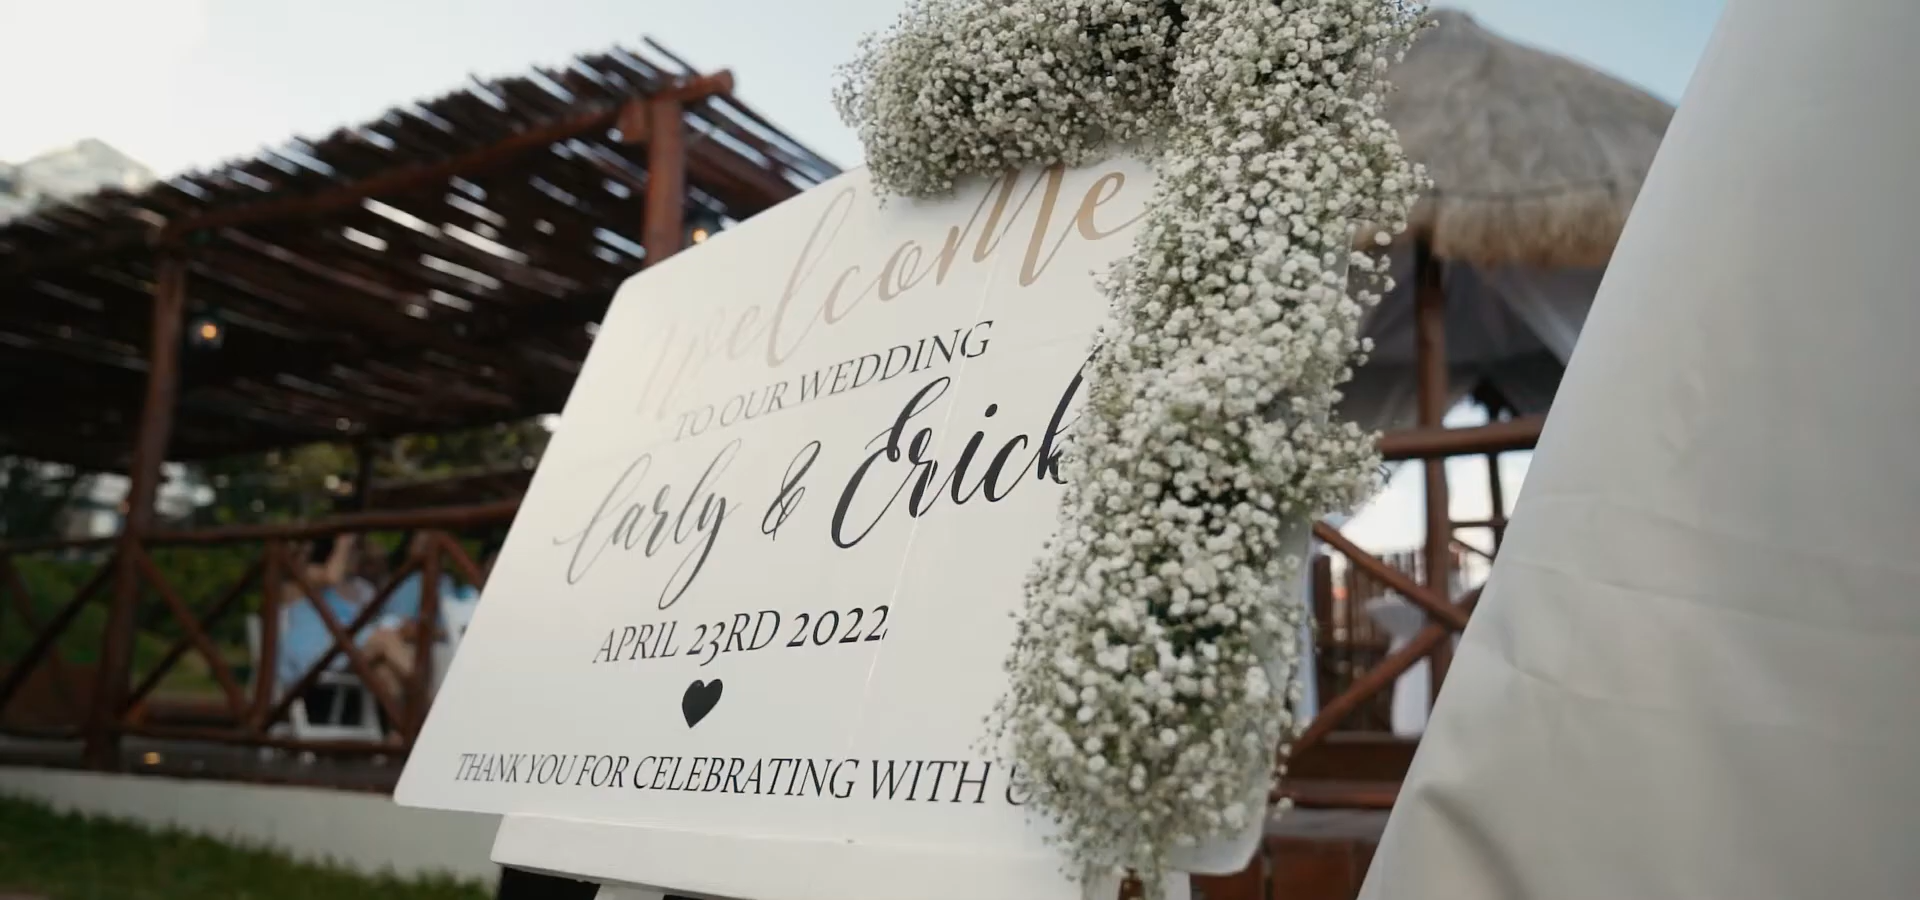 welcome
TO OUR WEDDING
Carly & Erick
APRIL 23RD 2022
THANK YOU FOR CELEBRATING WITH